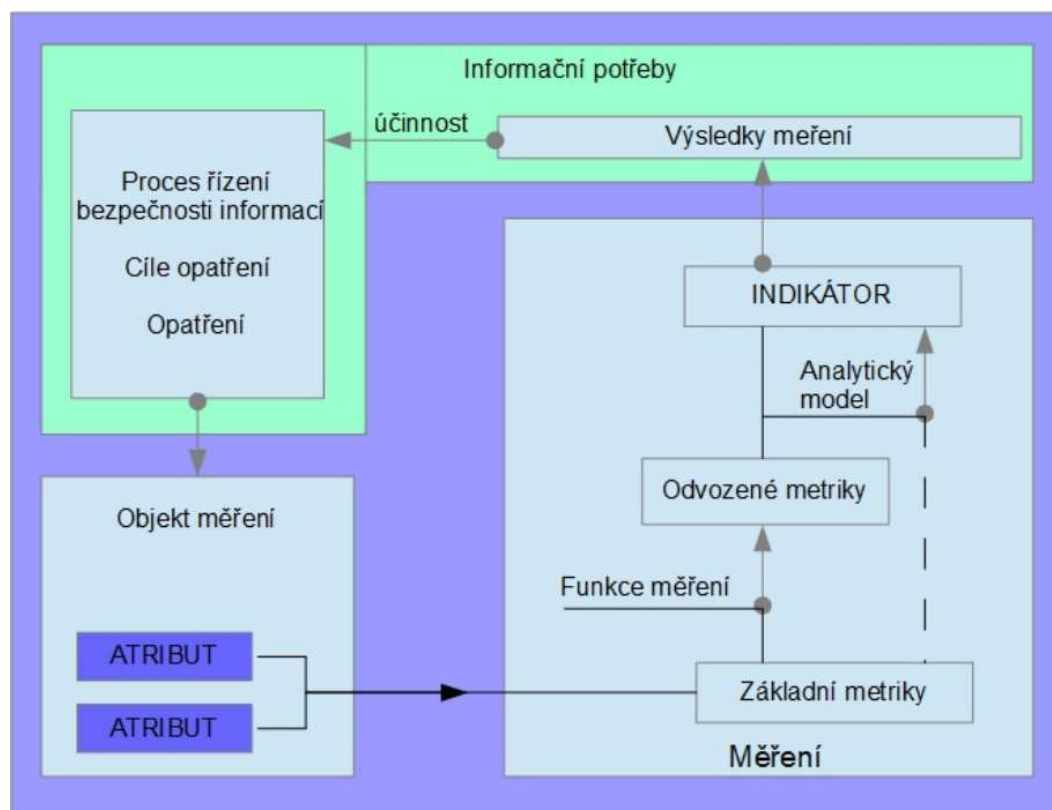 Informační potřeby
účinnost
Výsledky meření
Proces řízení
bezpečnosti informací
Cíle opatření
Opatření
INDIKÁTOR
Analytický
model
Odvozené metriky
Objekt měření
Funkce měření
ATRIBUT
ATRIBUT
Základní metriky
Měření